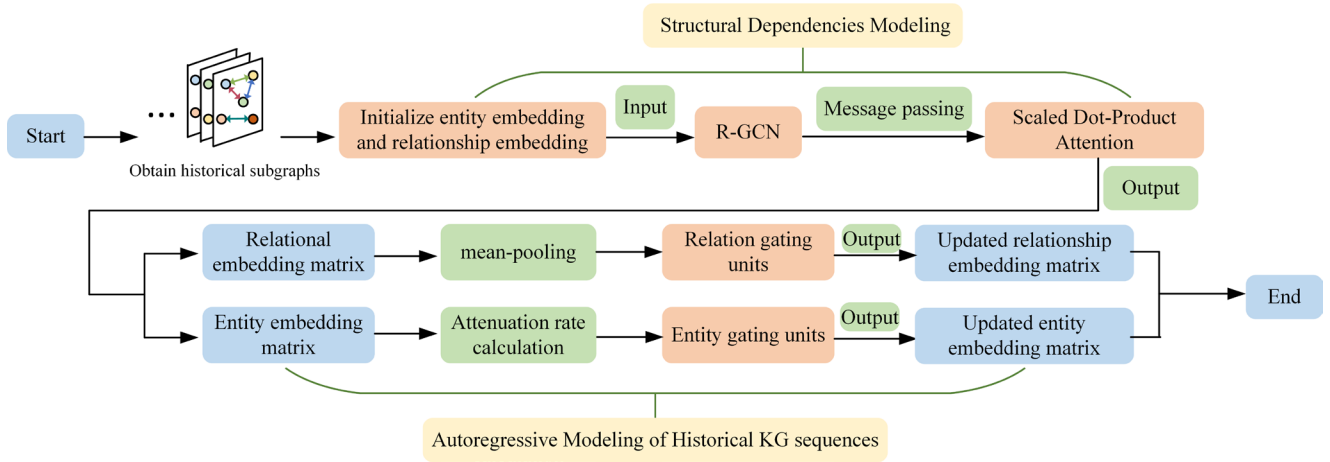 Structural Dependencies Modeling
Start
Obtain historical subgraphs
Initialize entity embedding
and relationship embedding
Input
R-GCN
Message passing
Scaled Dot-Product
Attention
Output
Relational
embedding matrix
mean-pooling
Relation gating
units
Output
Updated relationship
embedding matrix
Entity embedding
matrix
Attenuation rate
calculation
Entity gating units
Output
Updated entity
embedding matrix
End
Autoregressive Modeling of Historical KG sequences